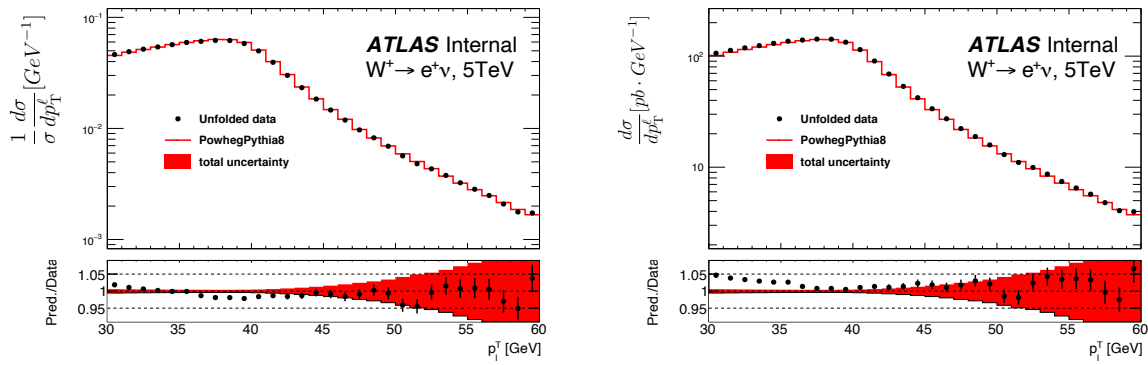 10⁻¹
10⁻²
10⁻³
1/σ dσ/dp_T^ℓ [GeV⁻¹]
ATLAS Internal
W⁺→ e⁺ν, 5TeV
Unfolded data
PowhegPythia8
total uncertainty
Pred./Data
1.05
1
0.95
30 35 40 45 50 55 60
p_l^T [GeV]
10²
10
dσ/dp_T^ℓ [pb · GeV⁻¹]
ATLAS Internal
W⁺→ e⁺ν, 5TeV
Unfolded data
PowhegPythia8
total uncertainty
Pred./Data
1.05
1
0.95
30 35 40 45 50 55 60
p_l^T [GeV]